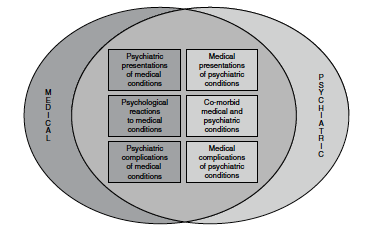 MEDICAL
Psychiatric
presentations
of medical
conditions
Medical
presentations
of psychiatric
conditions
Psychological
reactions
to medical
conditions
Co-morbid
medical and
psychiatric
conditions
Psychiatric
complications
of medical
conditions
Medical
complications
of psychiatric
conditions
PSYCHIATRIC